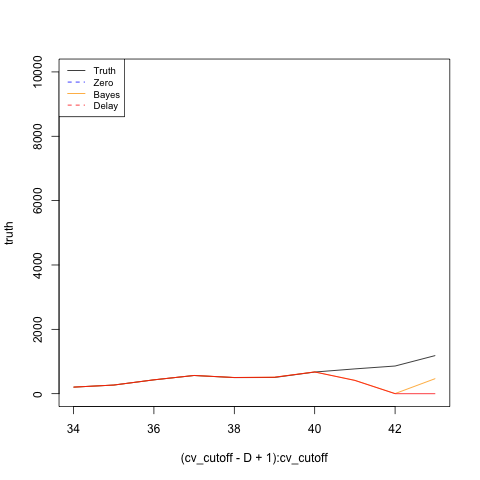 Truth
Zero
Bayes
Delay
truth
0
2000
4000
6000
8000
10000
34
36
38
40
42
(cv_cutoff - D + 1):cv_cutoff